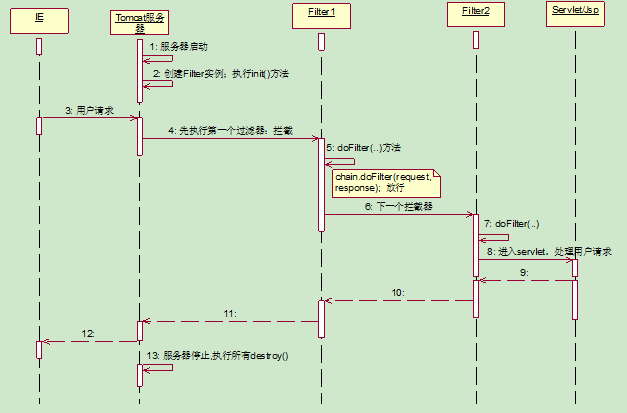 IE
Tomcat服务
器
Filter1
Filter2
Servlet/Jsp
1: 服务器启动
2: 创建Filter实例；执行init()方法
3: 用户请求
4: 先执行第一个过滤器；拦截
5: doFilter(..)方法
chain.doFilter(request,
response); 放行
6: 下一个拦截器
7: doFilter(..)
8: 进入servlet，处理用户请求
9:
10:
11:
12:
13: 服务器停止,执行所有destroy()